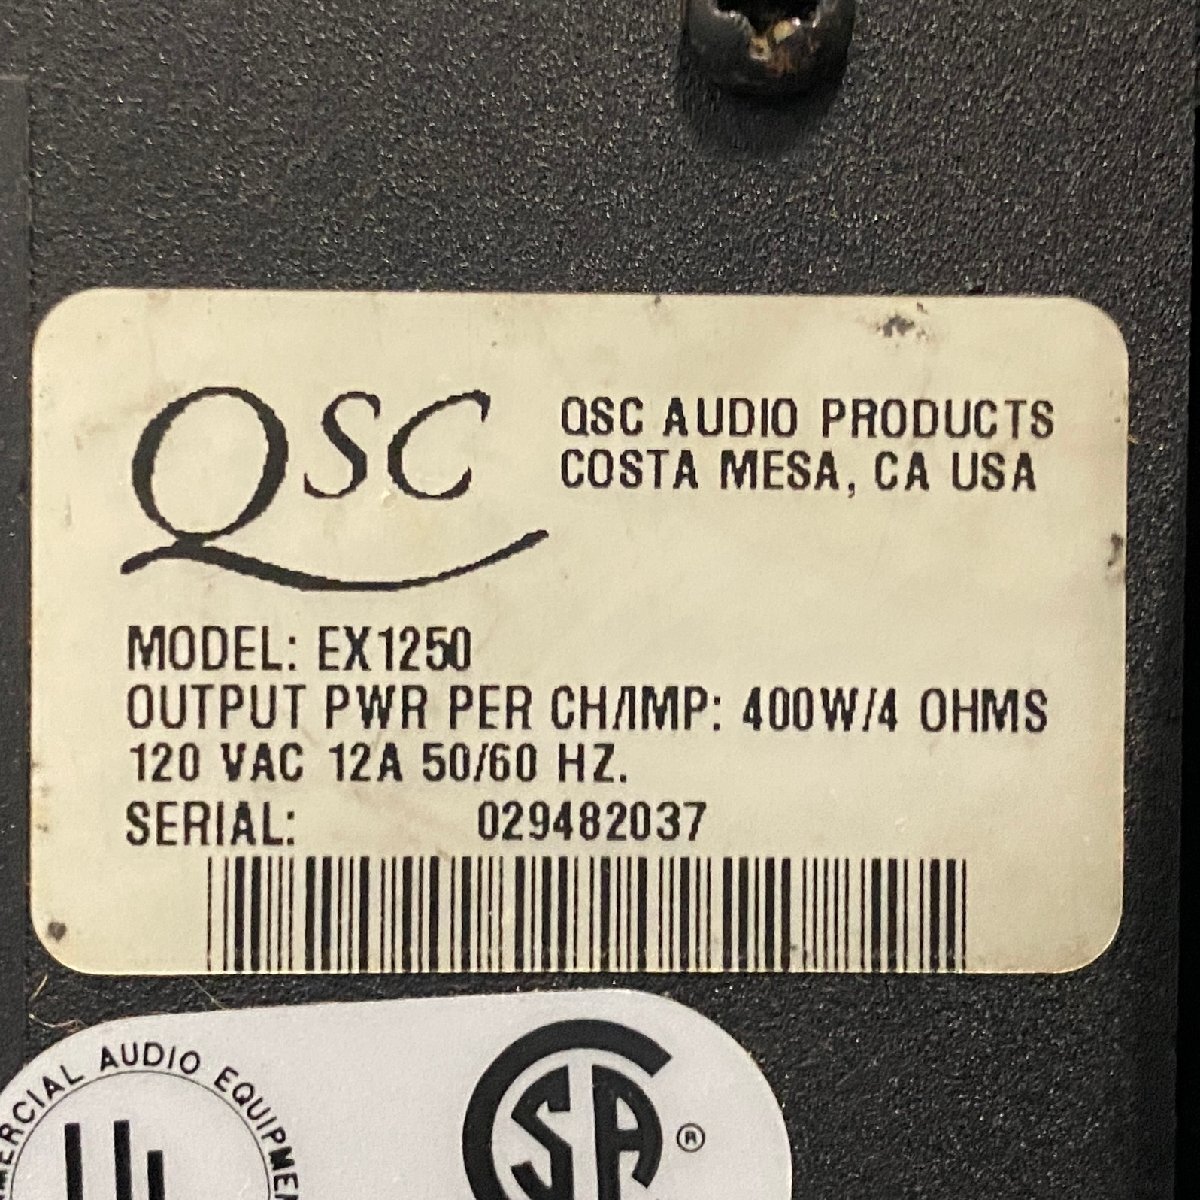 QSC
QSC AUDIO PRODUCTS
COSTA MESA, CA USA
MODEL: EX1250
OUTPUT PWR PER CH/IMP: 400W/4 OHMS
120 VAC 12A 50/60 HZ.
SERIAL: 029482037
AUDIO
UL
SA ®